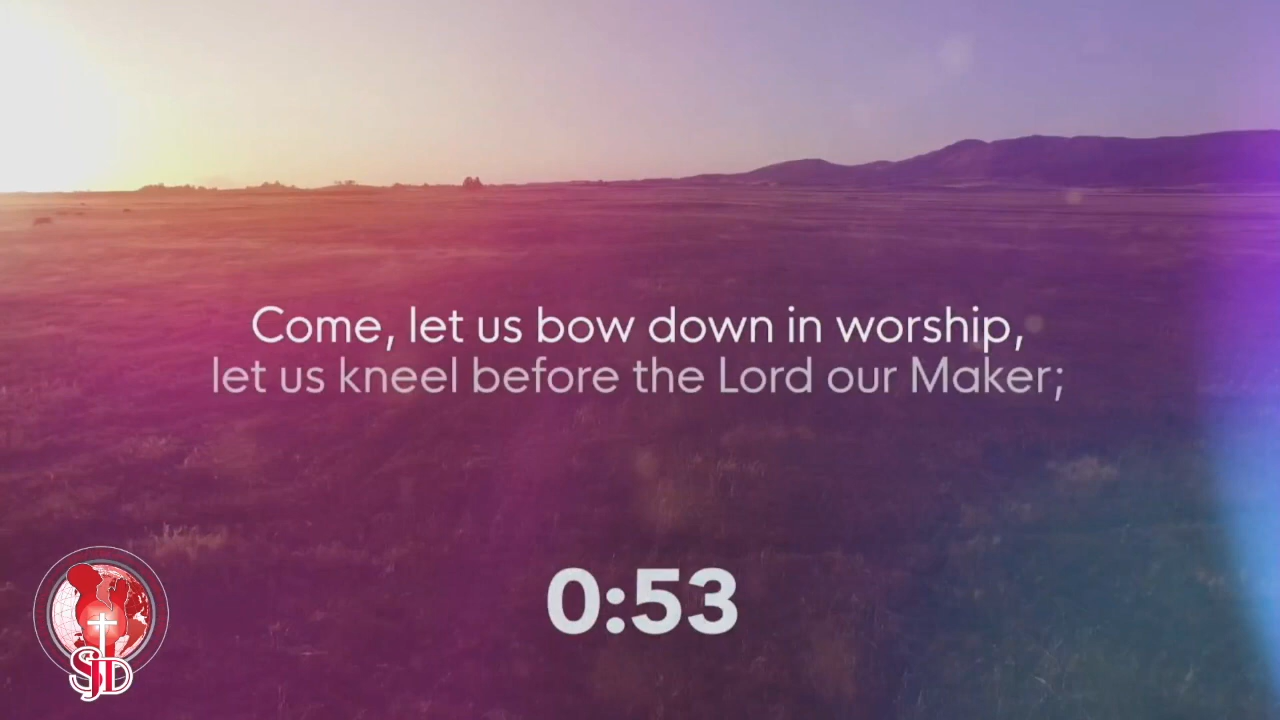 Come, let us bow down in worship,
let us kneel before the Lord our Maker;
0:53
SJD